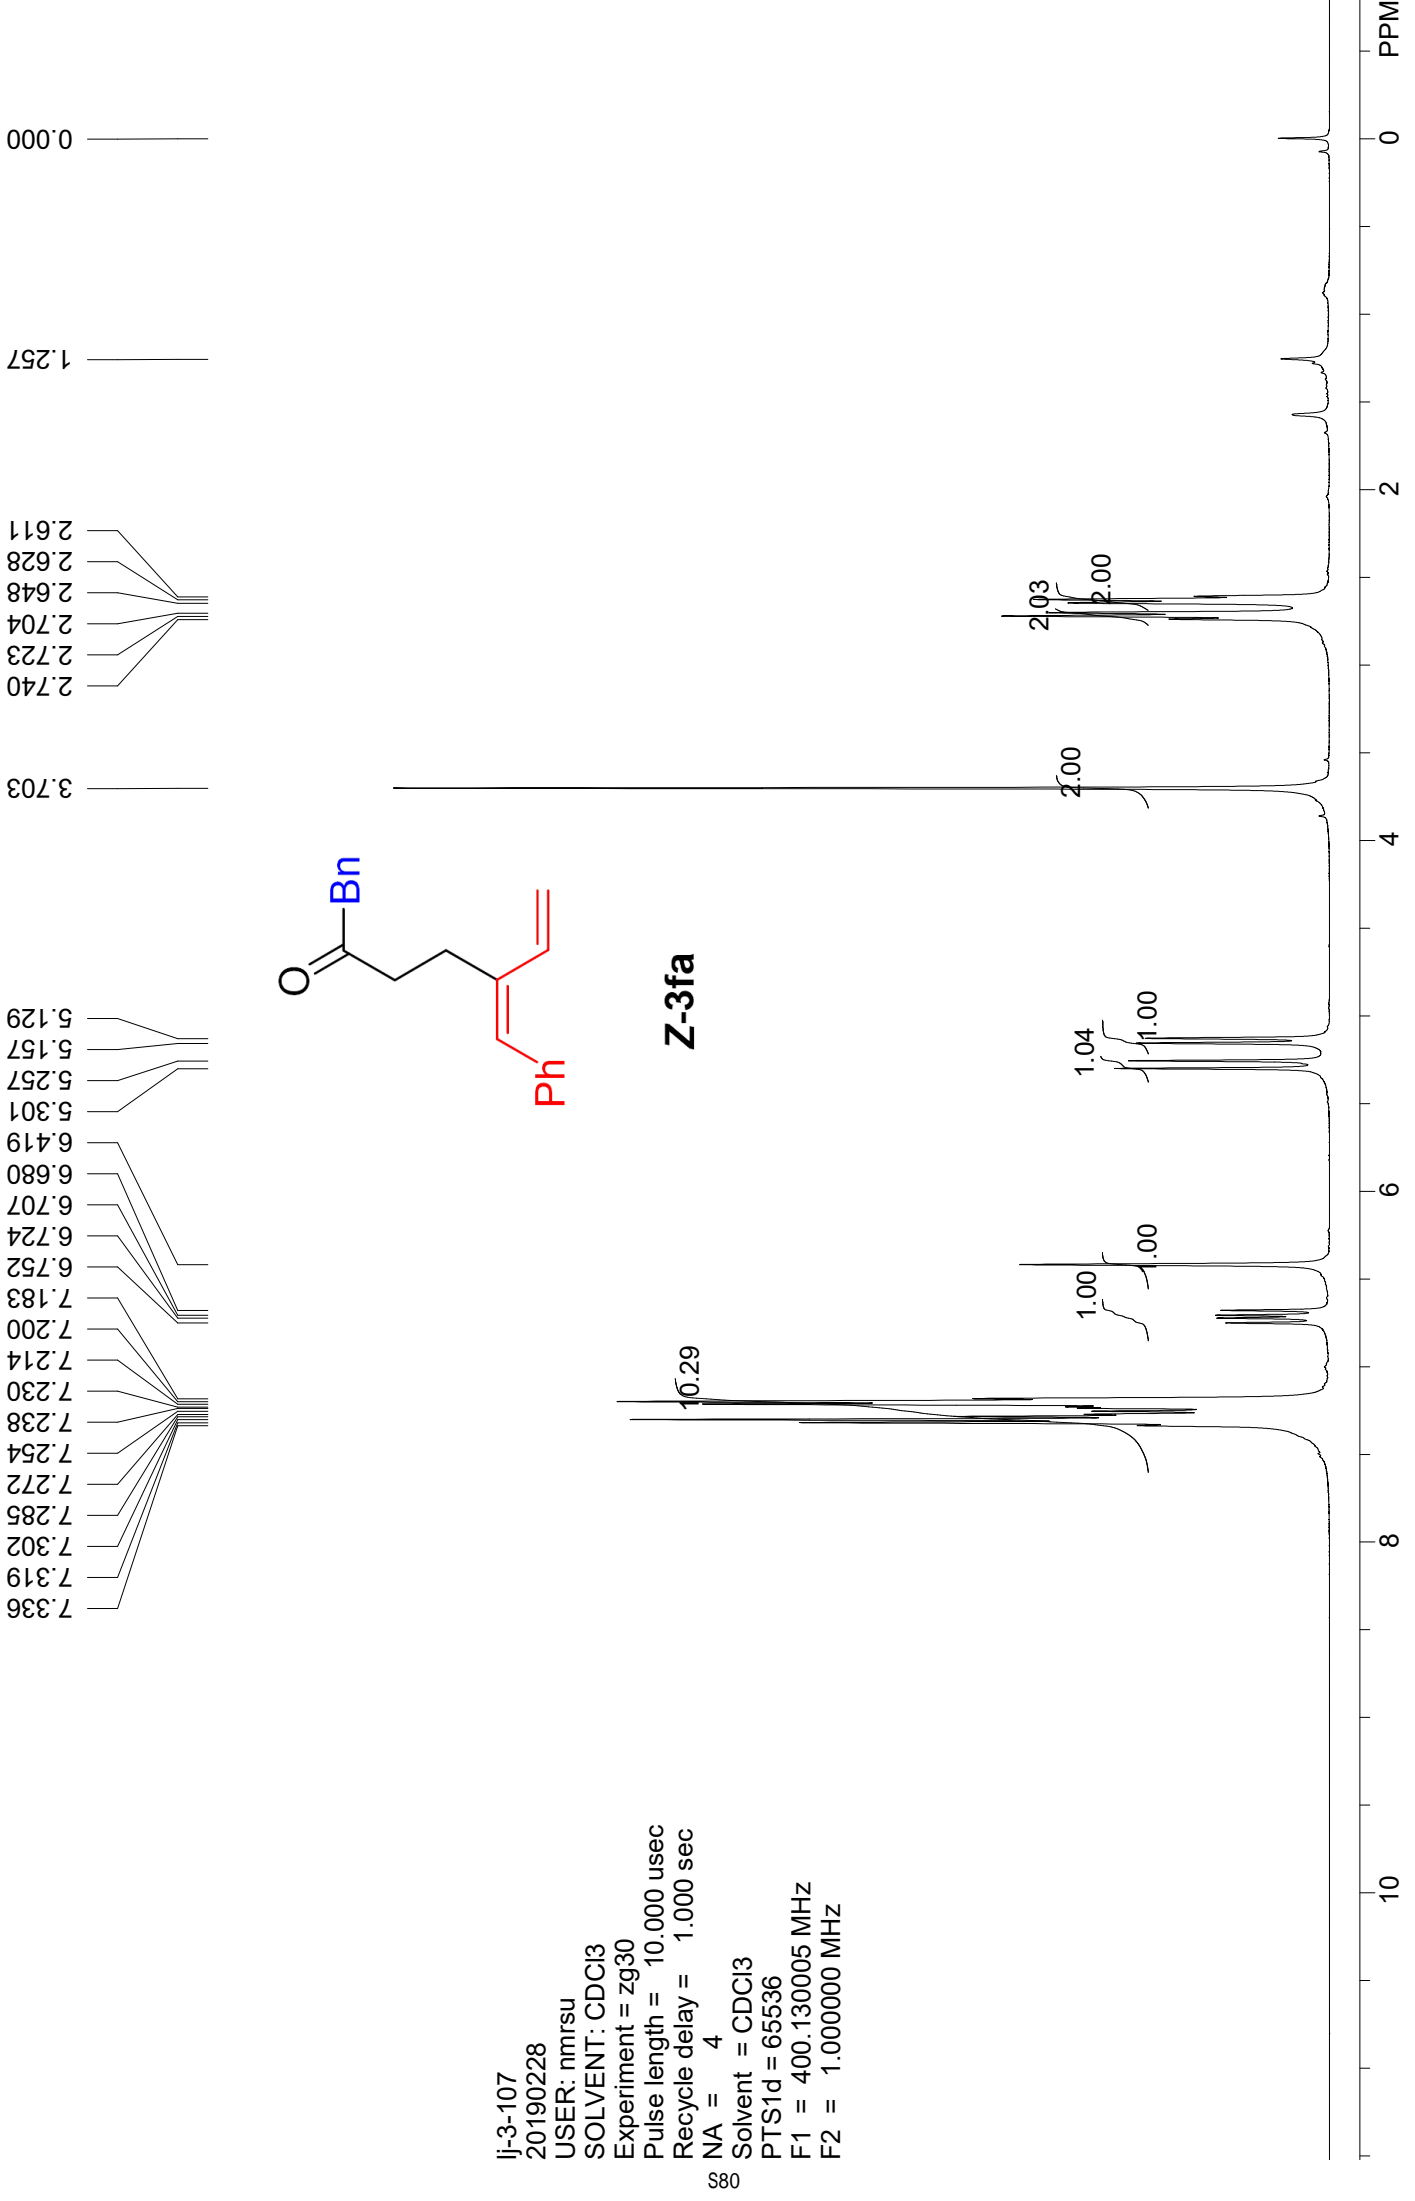 7.336
7.319
7.302
7.285
7.272
7.254
7.238
7.230
7.214
7.200
7.183
6.752
6.724
6.707
6.680
6.419
5.301
5.257
5.157
5.129
3.703
2.740
2.723
2.704
2.648
2.628
2.611
1.257
0.000
O
Bn
Ph
Z-3fa
lj-3-107
20190228
USER: nmrsu
SOLVENT: CDCl3
Experiment = zg30
Pulse length = 10.000 usec
Recycle delay = 1.000 sec
NA = 4
Solvent = CDCl3
PTS1d = 65536
F1 = 400.130005 MHz
F2 = 1.000000 MHz
10.29
1.00
1.00
1.04
1.00
2.00
2.03
2.00
10
8
6
4
2
0
PPM
S80